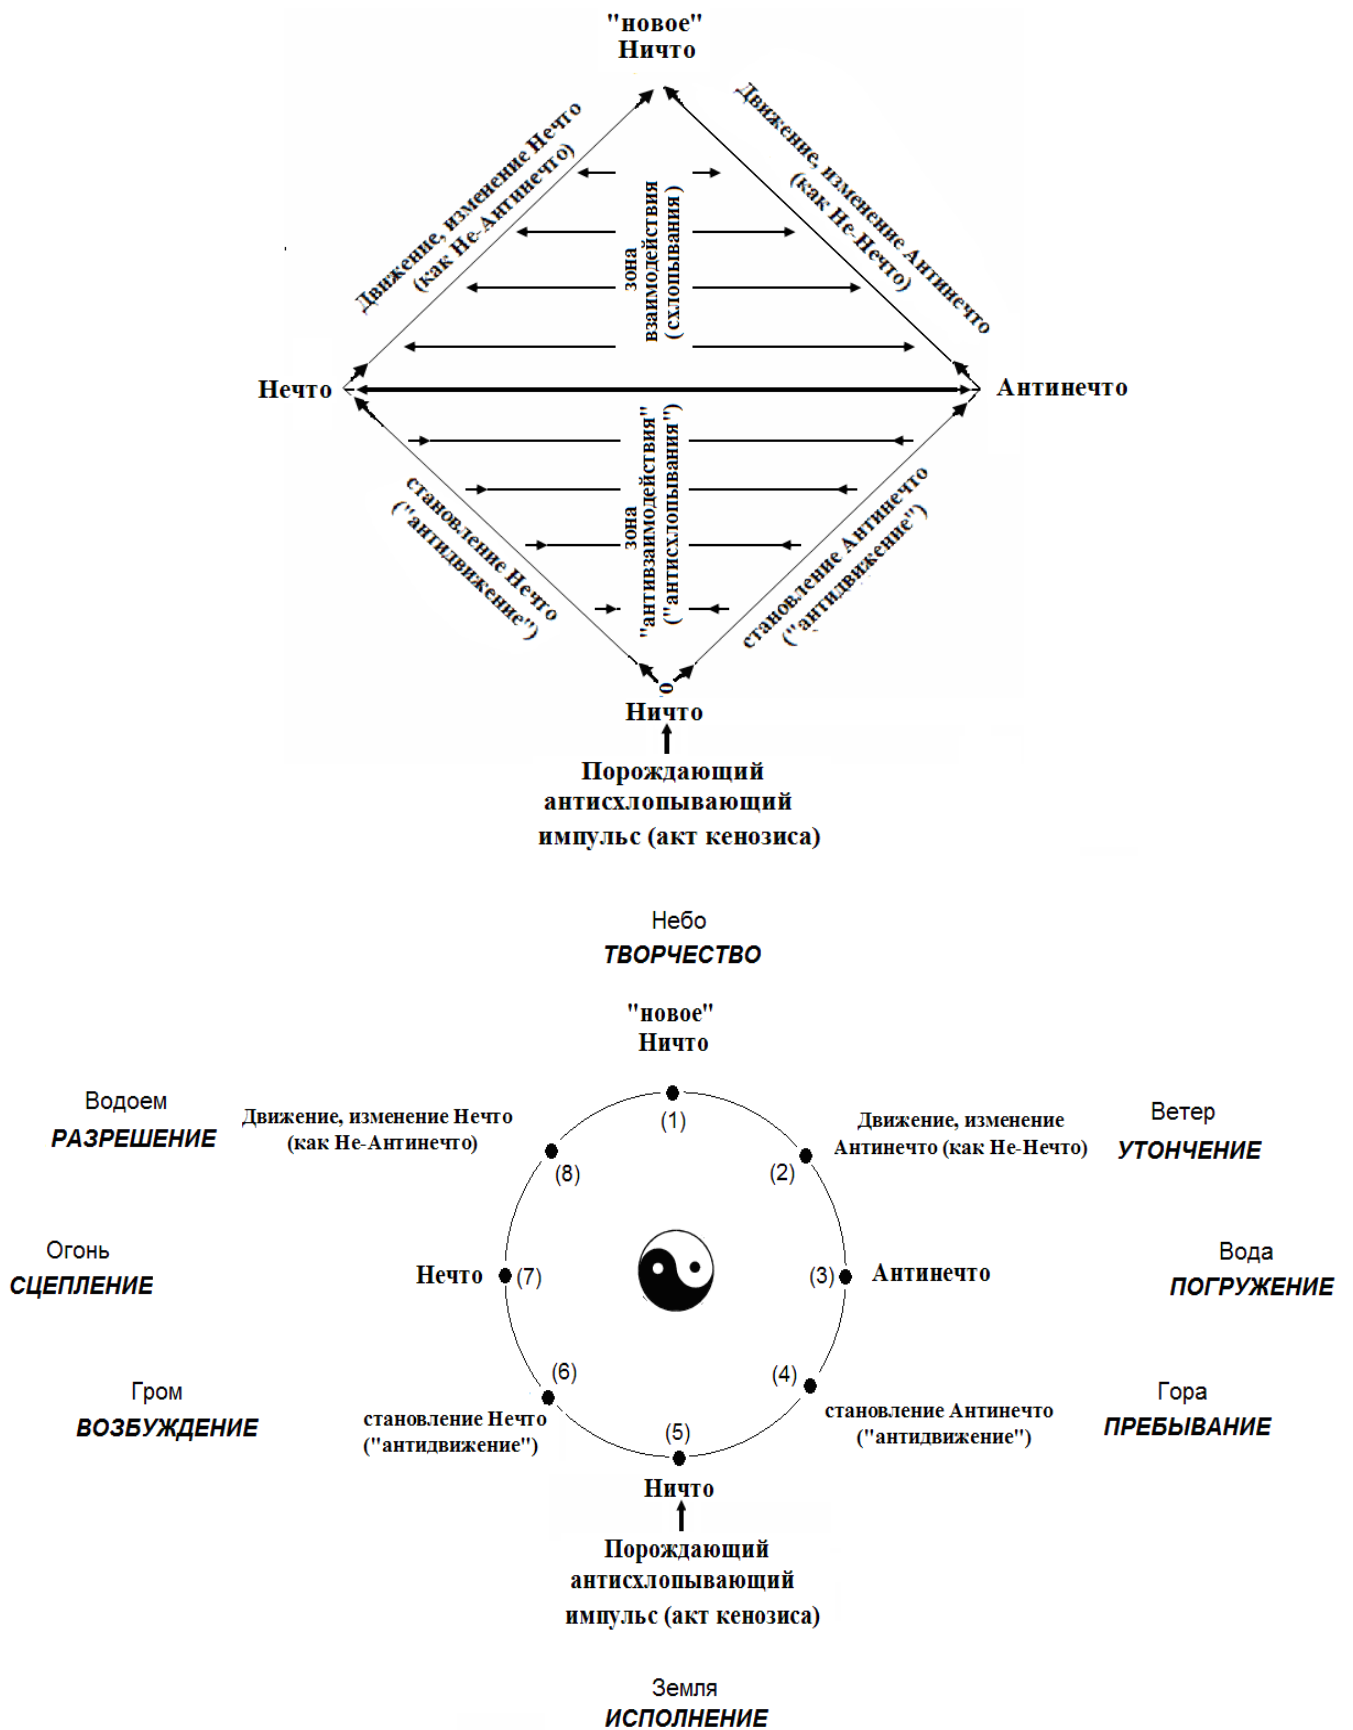 "новое"
Ничто
Движение, изменение Нечто
(как Не-Антинечто)
Движение, изменение Антинечто
(как Не-Нечто)
зона
взаимодействия
(схлопывания)
Нечто
Антинечто
зона
"антивзаимодействия"
("антисхлопывания")
становление Нечто
("антидвижение")
становление Антинечто
("антидвижение")
0
Ничто
Порождающий
антисхлопывающий
импульс (акт кенозиса)
Небо
ТВОРЧЕСТВО
"новое"
Ничто
Водоем
РАЗРЕШЕНИЕ
Движение, изменение Нечто
(как Не-Антинечто)
(1)
Движение, изменение
Антинечто (как Не-Нечто)
Ветер
УТОНЧЕНИЕ
(8)
(2)
Огонь
СЦЕПЛЕНИЕ
Нечто
(7)
(3)
Антинечто
Вода
ПОГРУЖЕНИЕ
(6)
(4)
Гром
ВОЗБУЖДЕНИЕ
становление Нечто
("антидвижение")
(5)
становление Антинечто
("антидвижение")
Гора
ПРЕБЫВАНИЕ
Ничто
Порождающий
антисхлопывающий
импульс (акт кенозиса)
Земля
ИСПОЛНЕНИЕ